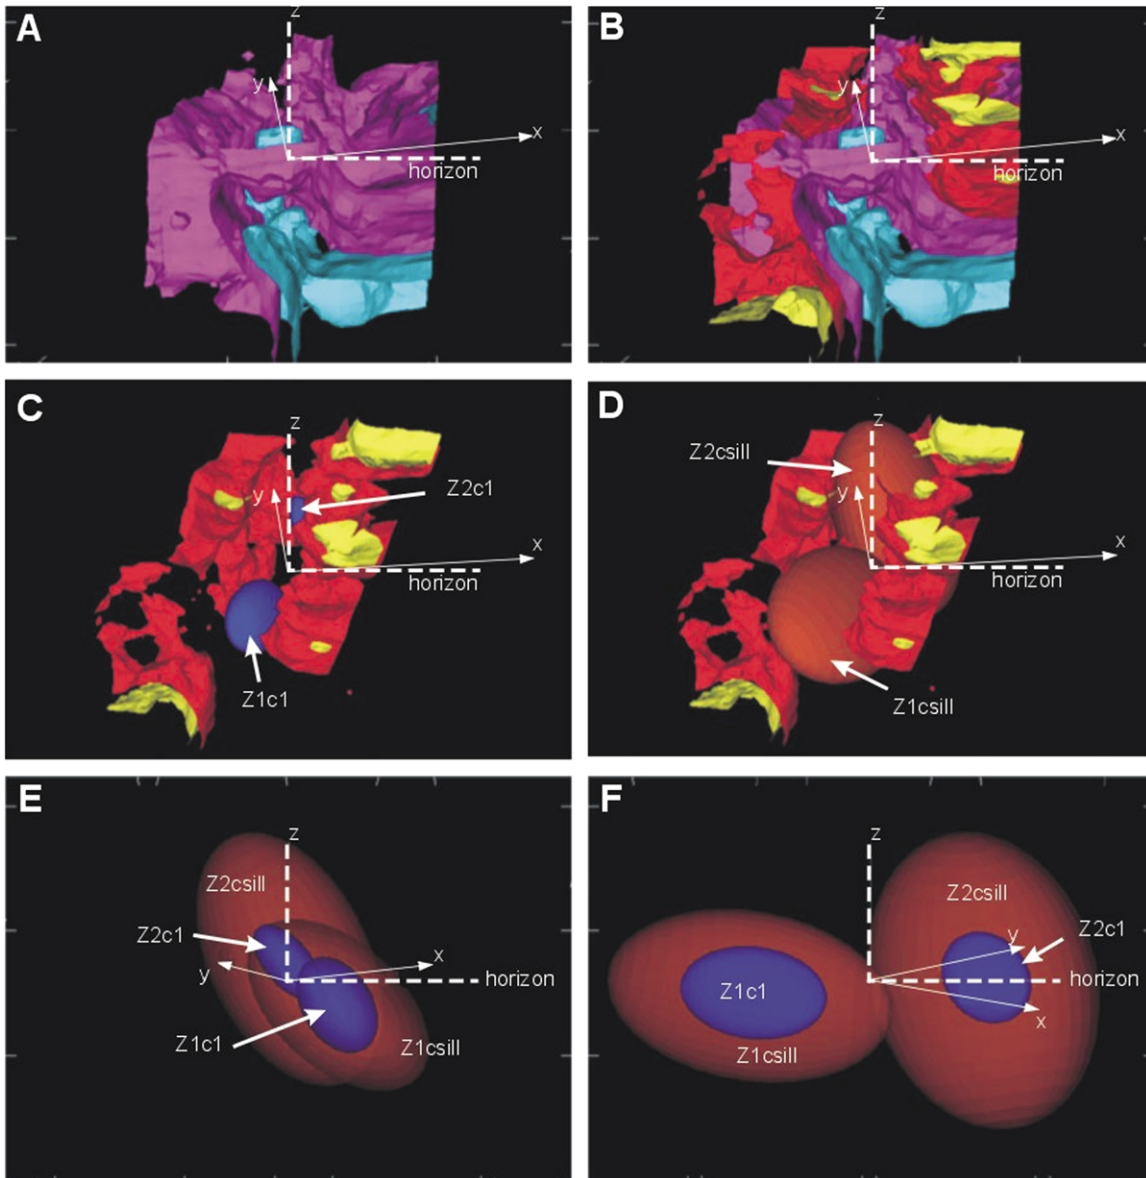 A
z
y
x
horizon
B
z
y
x
horizon
C
z
Z2c1
y
x
horizon
Z1c1
D
z
Z2csill
y
x
horizon
Z1csill
E
z
Z2csill
Z2c1
x
y
horizon
Z1c1
Z1csill
F
z
Z2csill
Z2c1
y
Z1c1
horizon
x
Z1csill